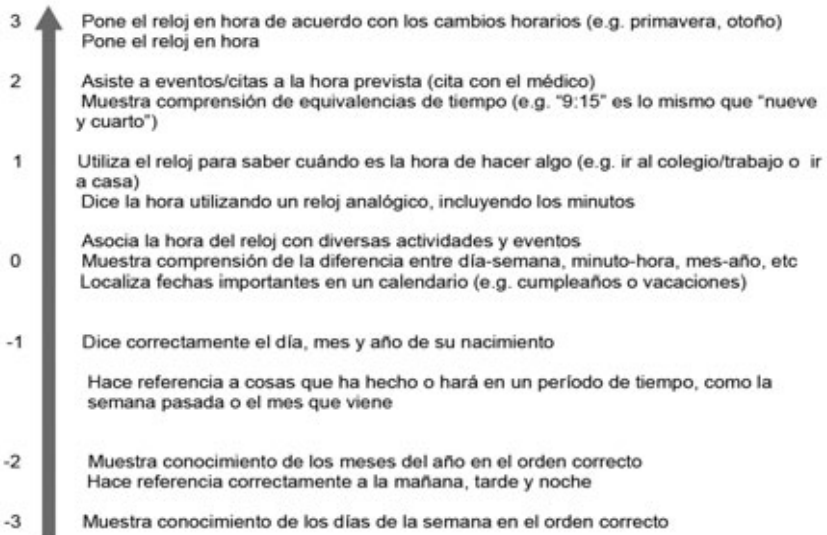 3 Pone el reloj en hora de acuerdo con los cambios horarios (e.g. primavera, otoño)
Pone el reloj en hora
2 Asiste a eventos/citas a la hora prevista (cita con el médico)
Muestra comprensión de equivalencias de tiempo (e.g. "9:15" es lo mismo que "nueve
y cuarto")
1 Utiliza el reloj para saber cuándo es la hora de hacer algo (e.g. ir al colegio/trabajo o ir
a casa)
Dice la hora utilizando un reloj analógico, incluyendo los minutos
Asocia la hora del reloj con diversas actividades y eventos
0 Muestra comprensión de la diferencia entre día-semana, minuto-hora, mes-año, etc
Localiza fechas importantes en un calendario (e.g. cumpleaños o vacaciones)
-1 Dice correctamente el día, mes y año de su nacimiento
Hace referencia a cosas que ha hecho o hará en un período de tiempo, como la
semana pasada o el mes que viene
-2 Muestra conocimiento de los meses del año en el orden correcto
Hace referencia correctamente a la mañana, tarde y noche
-3 Muestra conocimiento de los días de la semana en el orden correcto